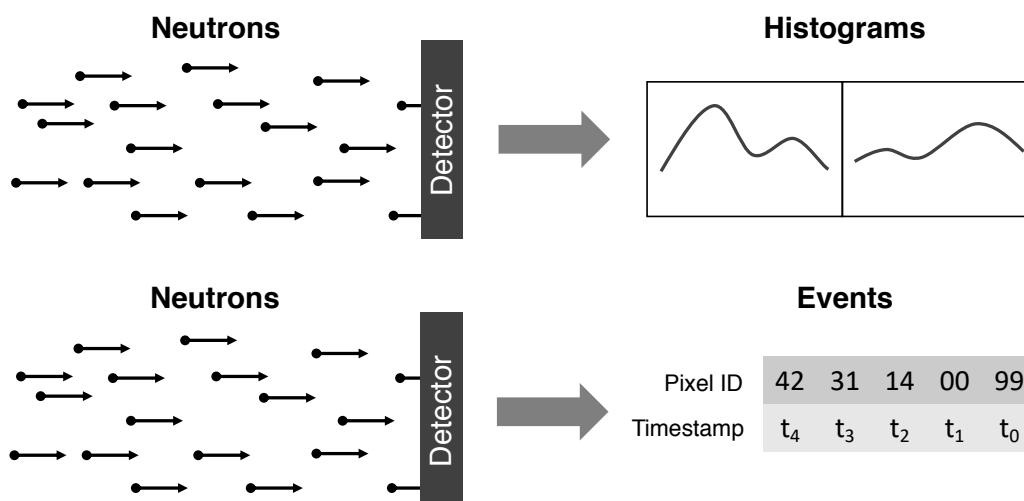 Neutrons
Histograms
Detector
Neutrons
Events
Detector
Pixel ID 42 31 14 00 99
Timestamp t₄ t₃ t₂ t₁ t₀